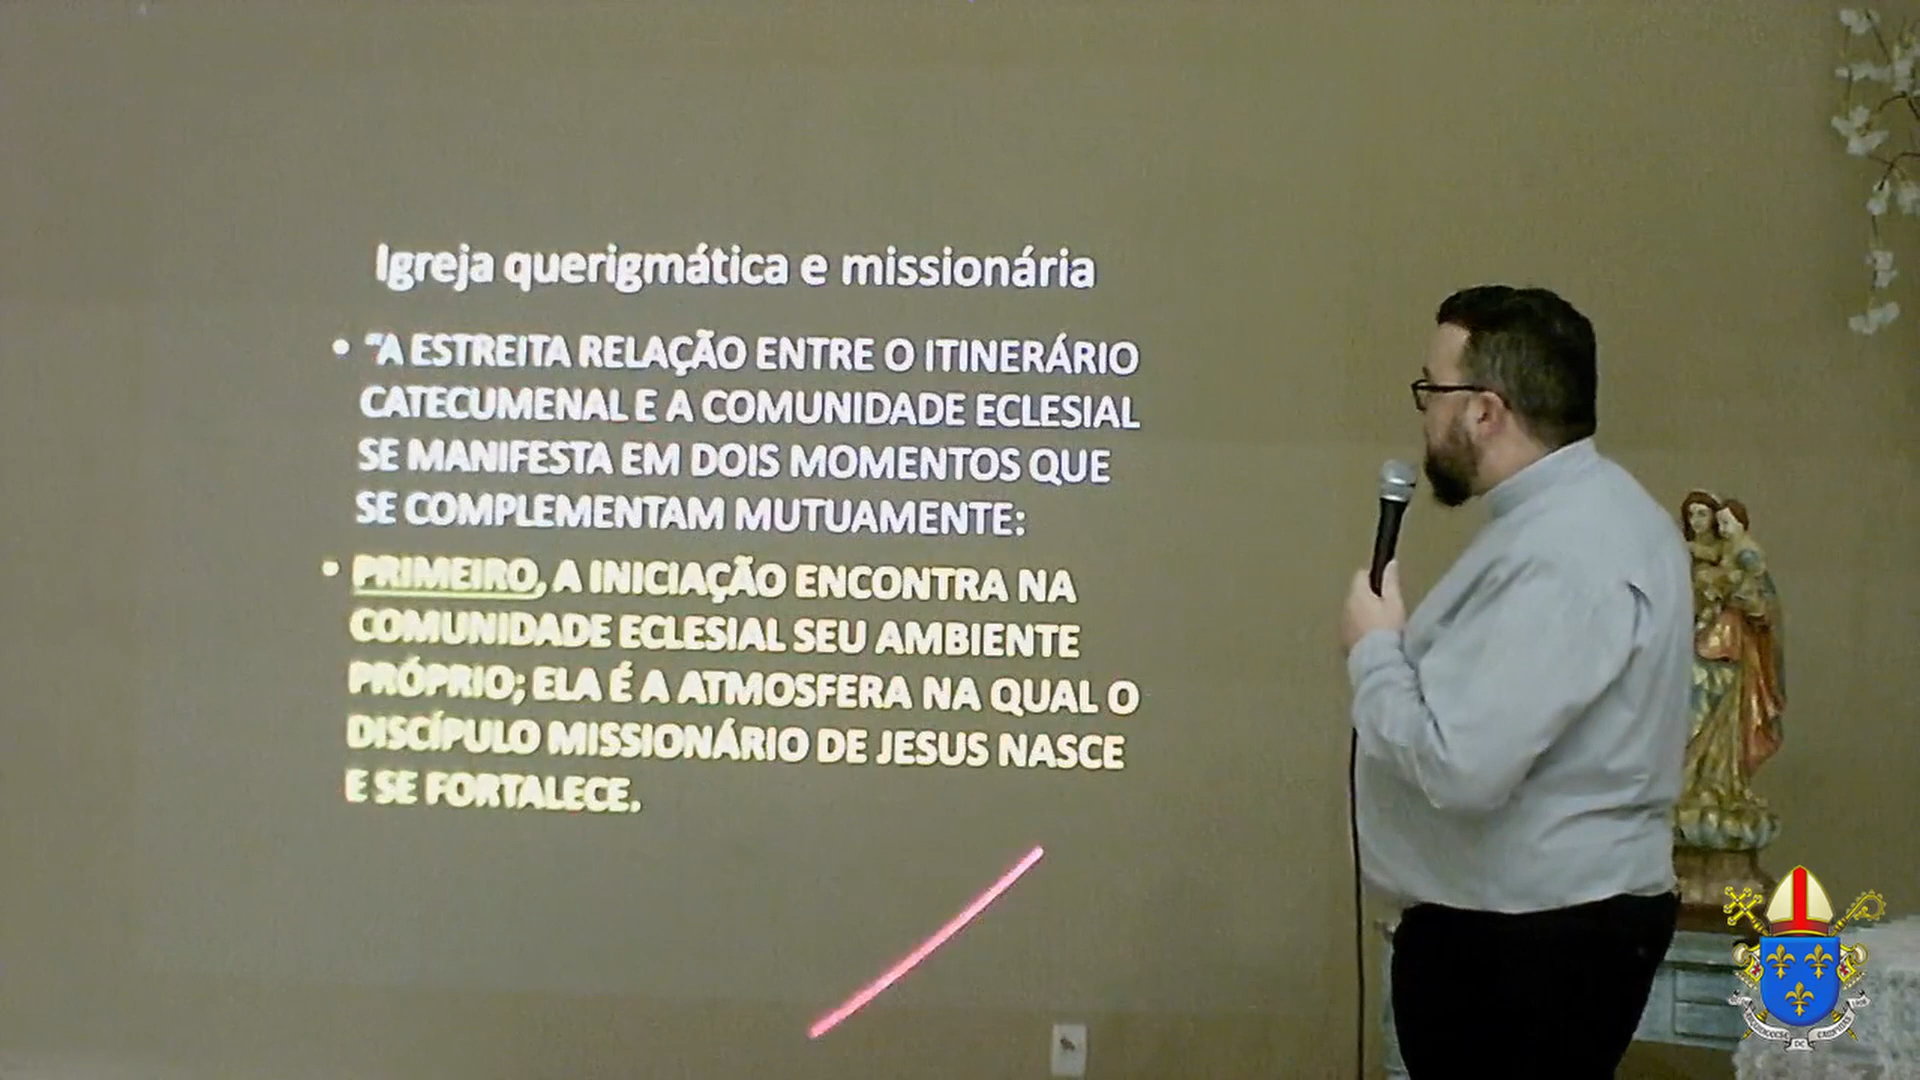 Igreja querigmática e missionária
• "A ESTREITA RELAÇÃO ENTRE O ITINERÁRIO
CATECUMENAL E A COMUNIDADE ECLESIAL
SE MANIFESTA EM DOIS MOMENTOS QUE
SE COMPLEMENTAM MUTUAMENTE:
• PRIMEIRO, A INICIAÇÃO ENCONTRA NA
COMUNIDADE ECLESIAL SEU AMBIENTE
PRÓPRIO; ELA É A ATMOSFERA NA QUAL O
DISCÍPULO MISSIONÁRIO DE JESUS NASCE
E SE FORTALECE.